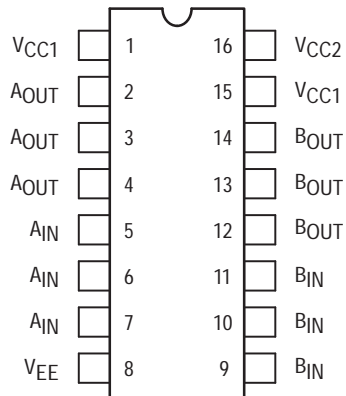 VCC1 1 16 VCC2
AOUT 2 15 VCC1
AOUT 3 14 BOUT
AOUT 4 13 BOUT
AIN 5 12 BOUT
AIN 6 11 BIN
AIN 7 10 BIN
VEE 8 9 BIN